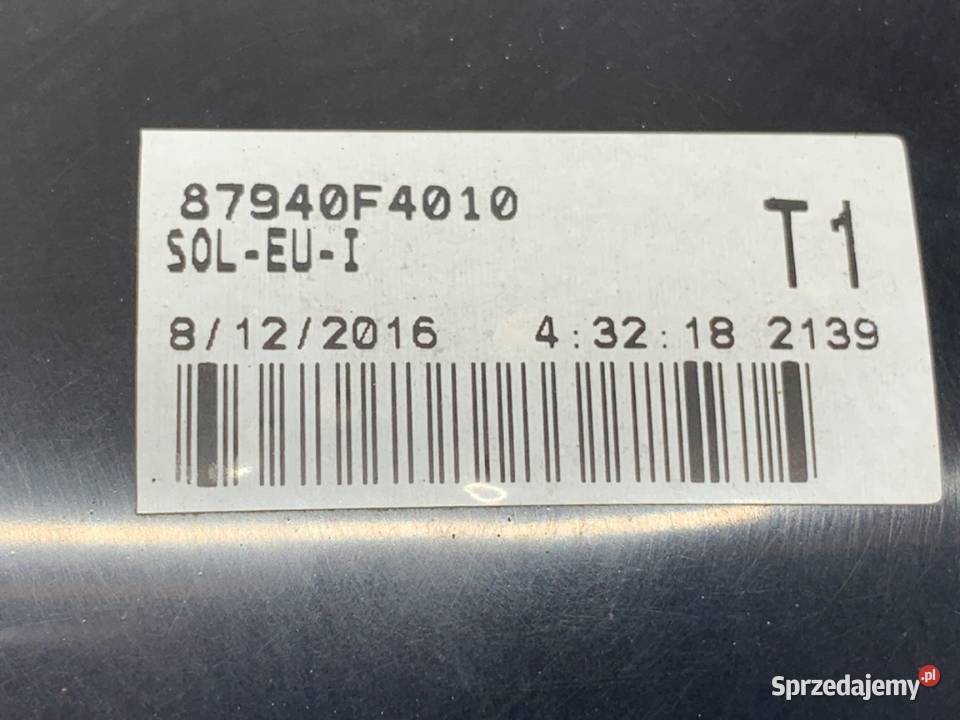 87940F4010
SOL-EU-I
T1
8/12/2016 4:32:18 2139
Sprzedajemy.pl